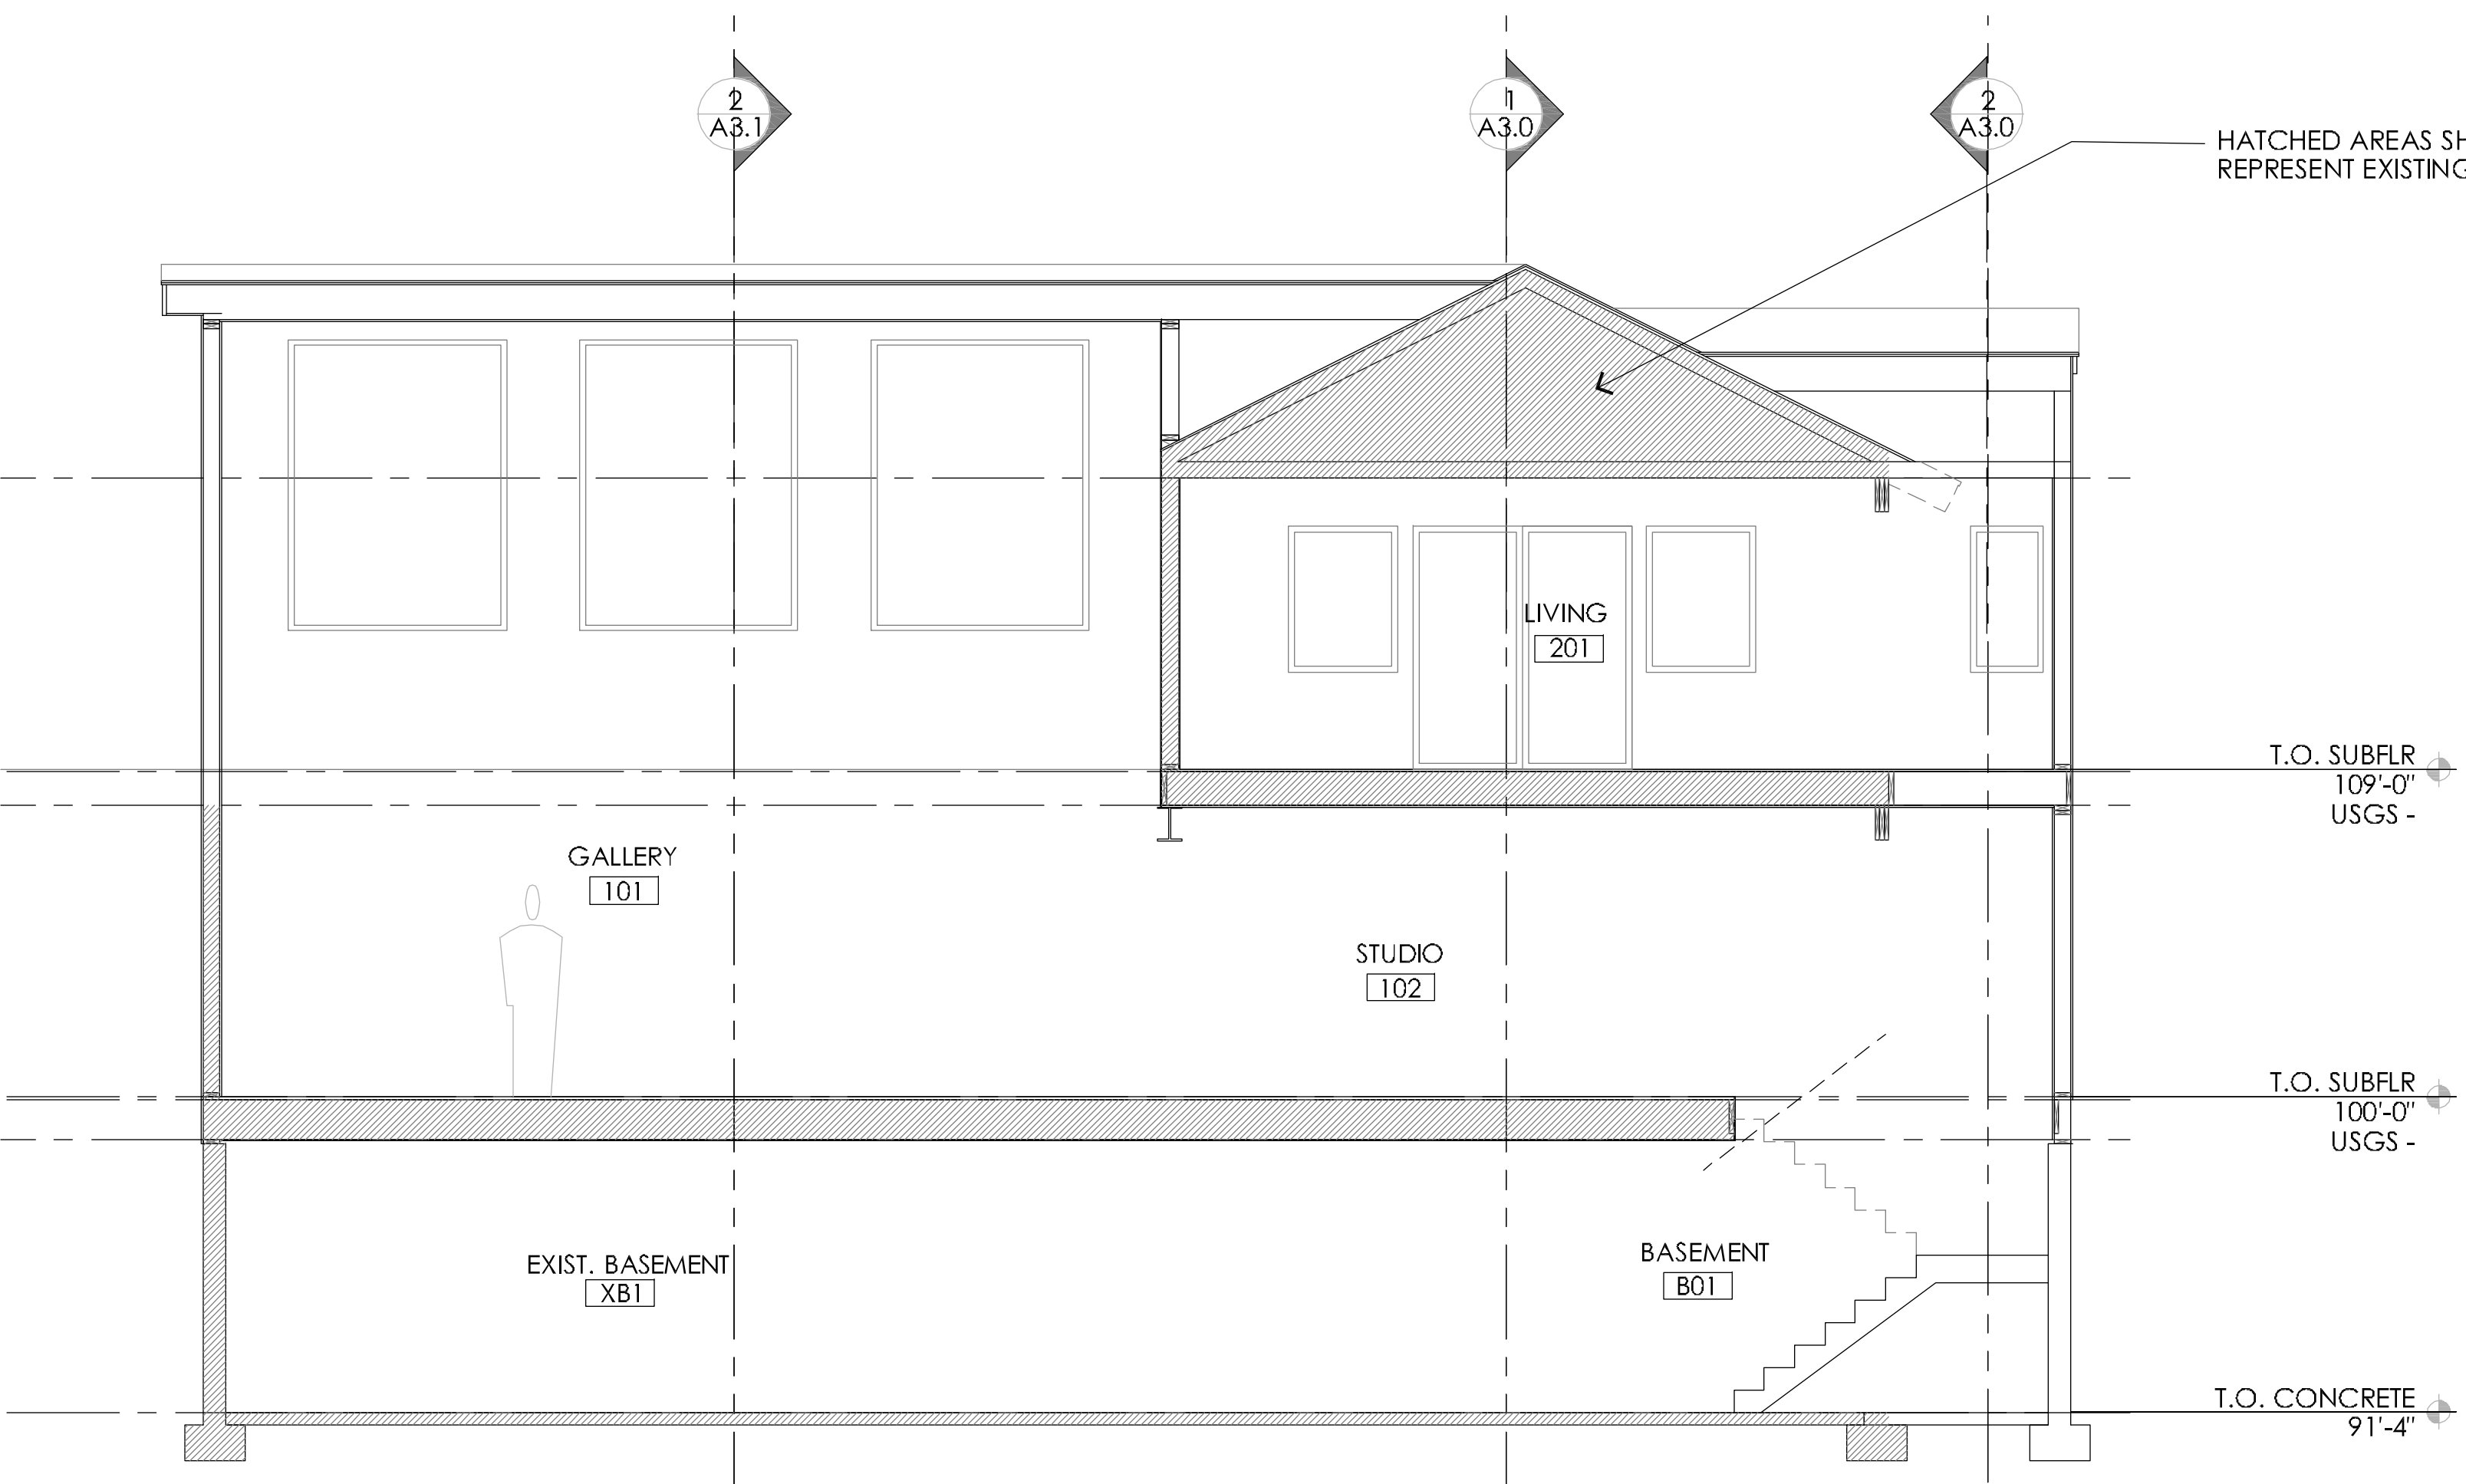 2
A3.1
1
A3.0
2
A3.0
HATCHED AREAS
REPRESENT EXISTING
LIVING
201
T.O. SUBFLR
109'-0"
USGS -
GALLERY
101
STUDIO
102
T.O. SUBFLR
100'-0"
USGS -
EXIST. BASEMENT
XB1
BASEMENT
B01
T.O. CONCRETE
91'-4"